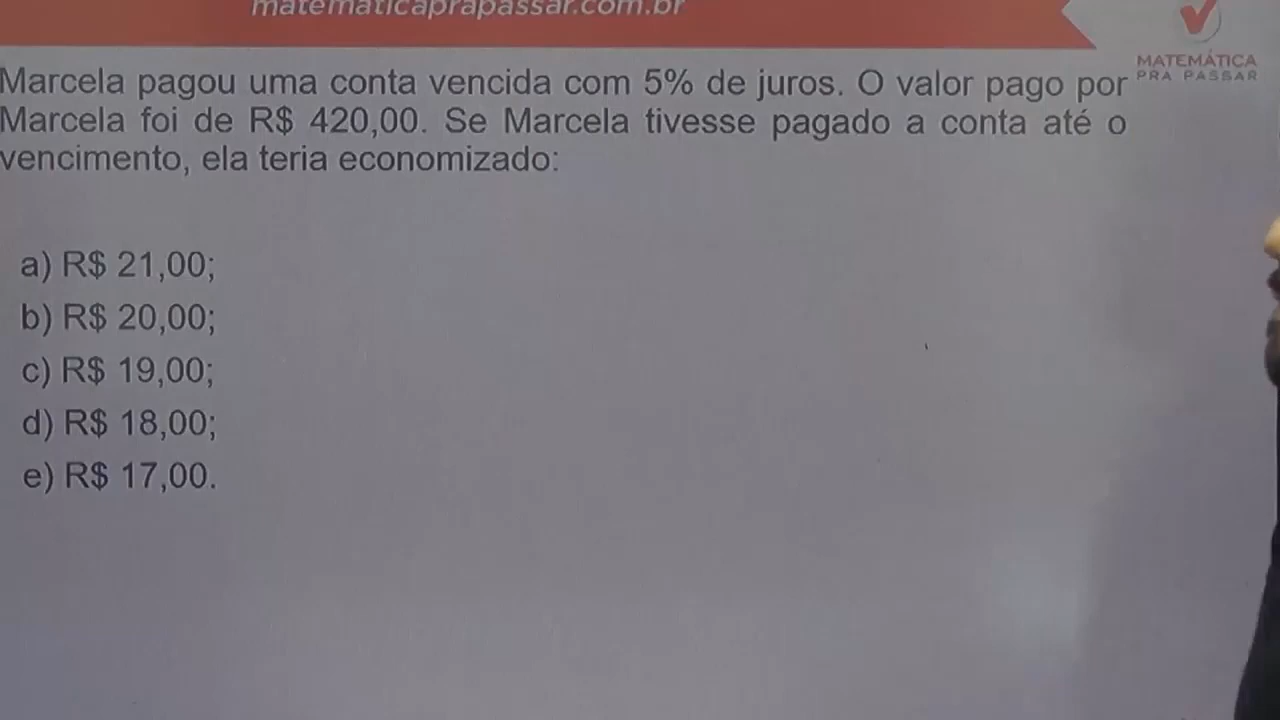 matematicaprapassar.com.br
MATEMÁTICA
PRA PASSAR
Marcela pagou uma conta vencida com 5% de juros. O valor pago por
Marcela foi de R$ 420,00. Se Marcela tivesse pagado a conta até o
vencimento, ela teria economizado:
a) R$ 21,00;
b) R$ 20,00;
c) R$ 19,00;
d) R$ 18,00;
e) R$ 17,00.